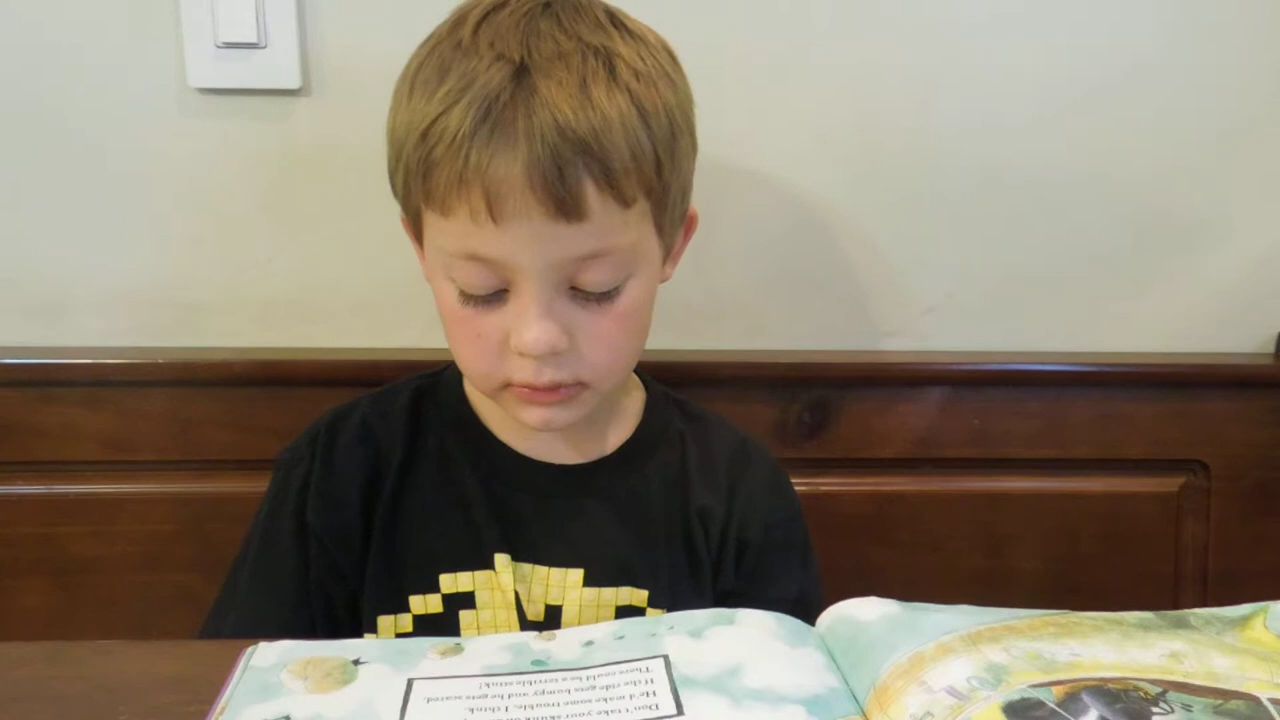 Don't take your skunk on
He'd make some trouble, I think.
If the ride gets bumpy and he gets scared,
There could be a terrible stink!